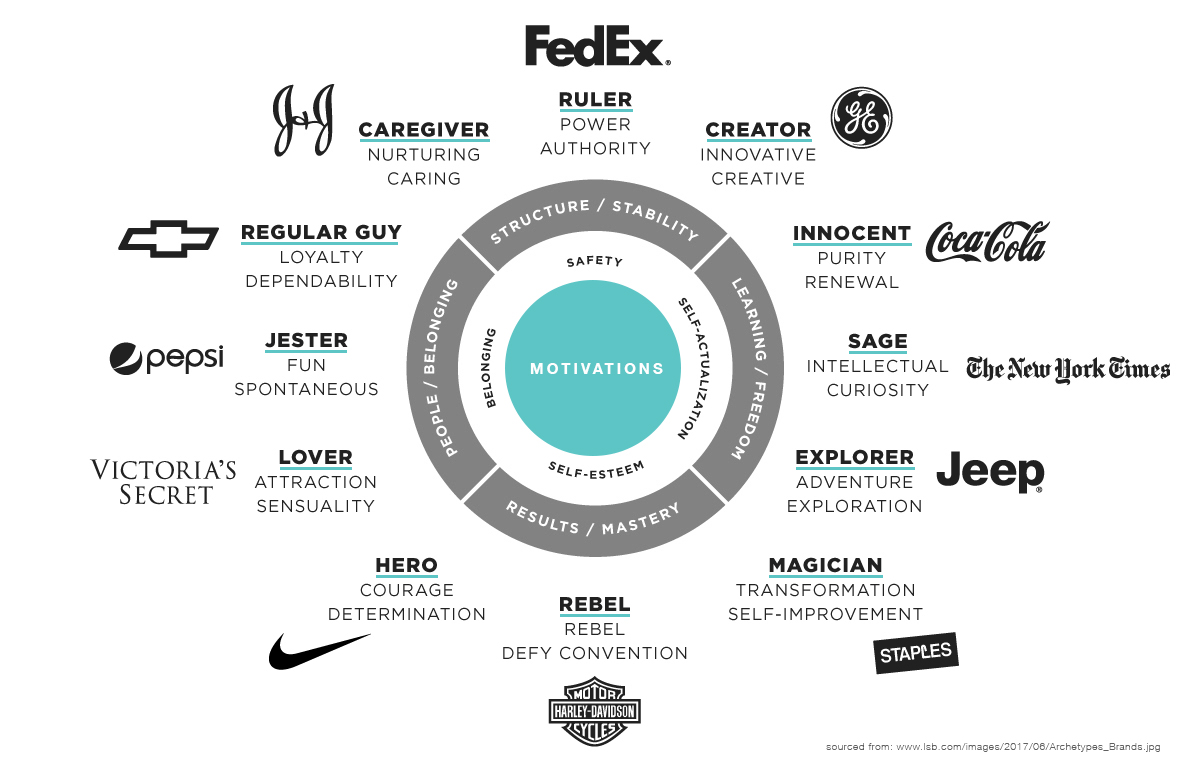 FedEx®
J&J
CAREGIVER
NURTURING
CARING
RULER
POWER
AUTHORITY
CREATOR
INNOVATIVE
CREATIVE
GE
REGULAR GUY
LOYALTY
DEPENDABILITY
INNOCENT
PURITY
RENEWAL
Coca-Cola
pepsi
JESTER
FUN
SPONTANEOUS
SAGE
INTELLECTUAL
CURIOSITY
The New York Times
VICTORIA'S
SECRET
LOVER
ATTRACTION
SENSUALITY
EXPLORER
ADVENTURE
EXPLORATION
Jeep®
HERO
COURAGE
DETERMINATION
REBEL
REBEL
DEFY CONVENTION
MAGICIAN
TRANSFORMATION
SELF-IMPROVEMENT
STAPLES
MOTOR
HARLEY-DAVIDSON
CYCLES
STRUCTURE / STABILITY
LEARNING / FREEDOM
RESULTS / MASTERY
PEOPLE / BELONGING
SAFETY
SELF-ACTUALIZATION
SELF-ESTEEM
BELONGING
MOTIVATIONS
sourced from: www.lsb.com/images/2017/06/Archetypes_Brands.jpg